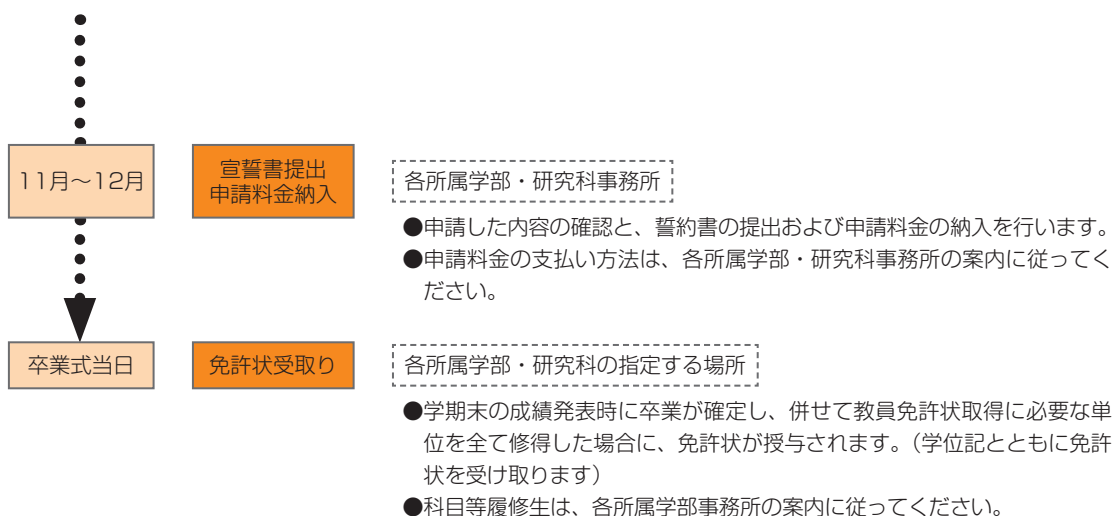 11月〜12月
宣誓書提出
申請料金納入
各所属学部・研究科事務所
●申請した内容の確認と、誓約書の提出および申請料金の納入を行います。
●申請料金の支払い方法は、各所属学部・研究科事務所の案内に従ってく
ださい。
卒業式当日
免許状受取り
各所属学部・研究科の指定する場所
●学期末の成績発表時に卒業が確定し、併せて教員免許状取得に必要な単
位を全て修得した場合に、免許状が授与されます。（学位記とともに免許
状を受け取ります）
●科目等履修生は、各所属学部事務所の案内に従ってください。